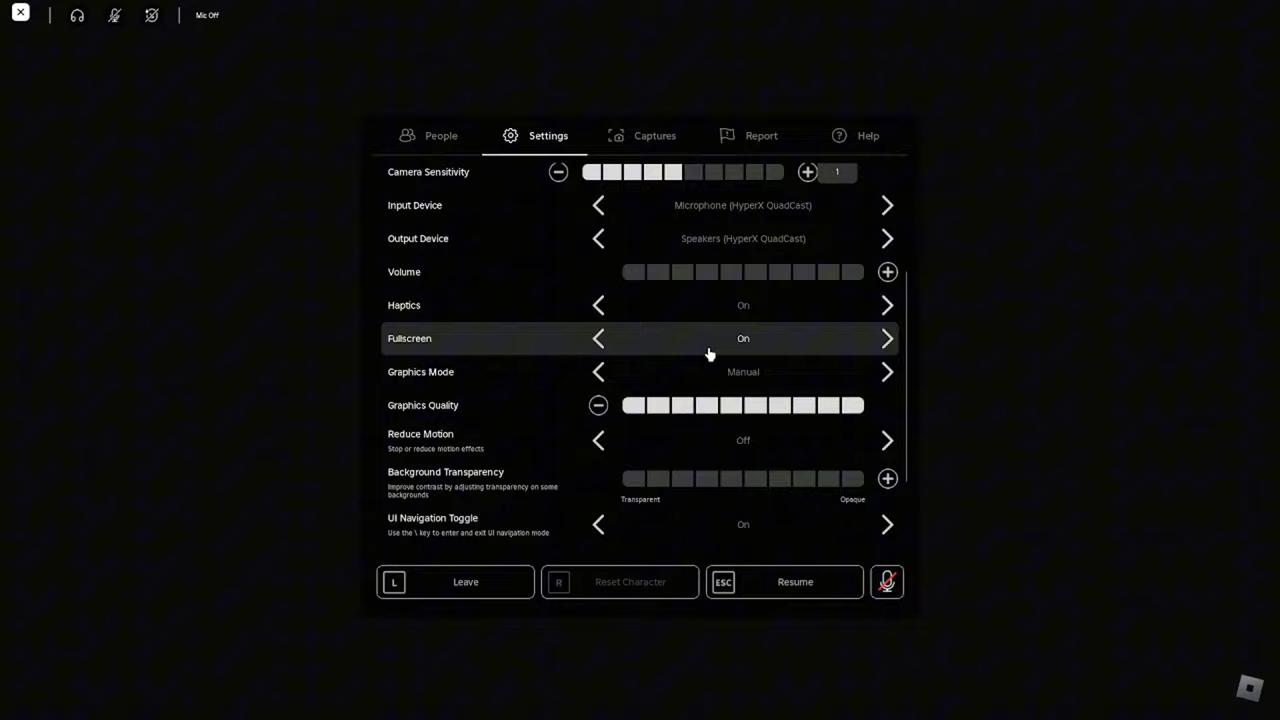 Mic Off
People Settings Captures Report Help
Camera Sensitivity 1
Input Device Microphone (HyperX QuadCast)
Output Device Speakers (HyperX QuadCast)
Volume
Haptics On
Fullscreen On
Graphics Mode Manual
Graphics Quality
Reduce Motion Off
Stop or reduce motion effects
Background Transparency
Improve contrast by adjusting transparency on some
backgrounds
Transparent Opaque
UI Navigation Toggle On
Use the \ key to enter and exit UI navigation mode
L Leave R Reset Character ESC Resume